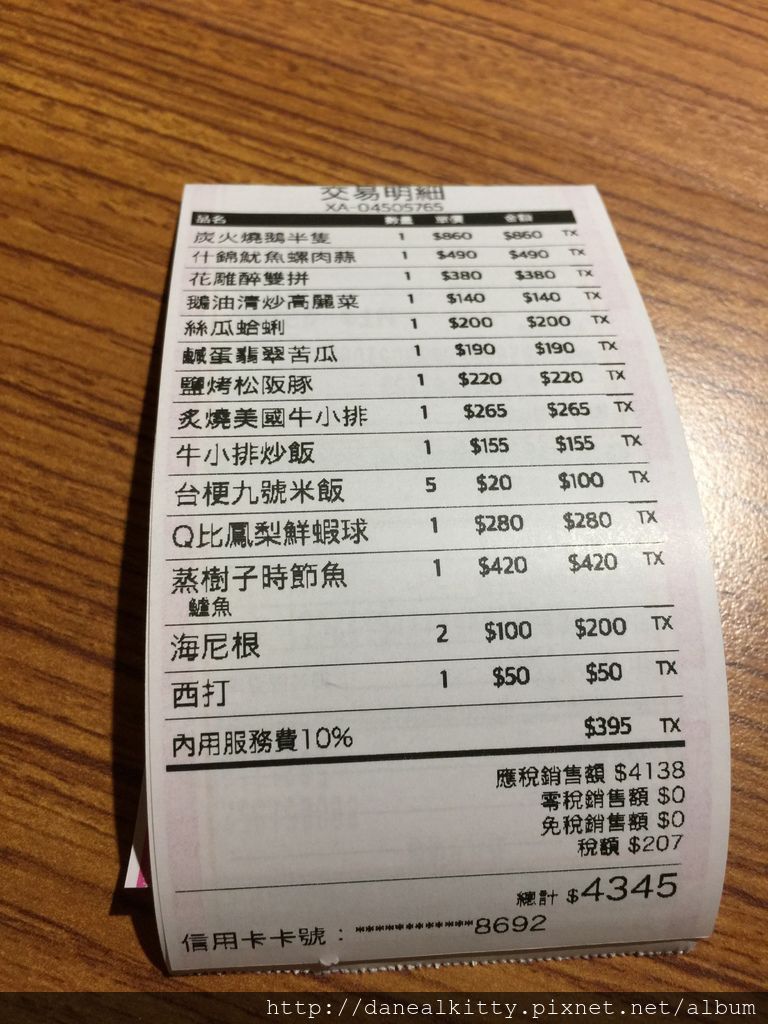 交易明細
XA-04505765
品名 數量 單價 金額
炭火燒鵝半隻 1 $860 $860 TX
什錦魷魚螺肉蒜 1 $490 $490 TX
花雕醉雙拼 1 $380 $380 TX
鵝油清炒高麗菜 1 $140 $140 TX
絲瓜蛤蜊 1 $200 $200 TX
鹹蛋翡翠苦瓜 1 $190 $190 TX
鹽烤松阪豚 1 $220 $220 TX
炙燒美國牛小排 1 $265 $265 TX
牛小排炒飯 1 $155 $155 TX
台梗九號米飯 5 $20 $100 TX
Q比鳳梨鮮蝦球 1 $280 $280 TX
蒸樹子時節魚 1 $420 $420 TX
鱸魚
海尼根 2 $100 $200 TX
西打 1 $50 $50 TX
內用服務費10% $395 TX
應稅銷售額 $4138
零稅銷售額 $0
免稅銷售額 $0
稅額 $207
總計 $4345
信用卡卡號：************8692
http://danealkitty.pixnet.net/album